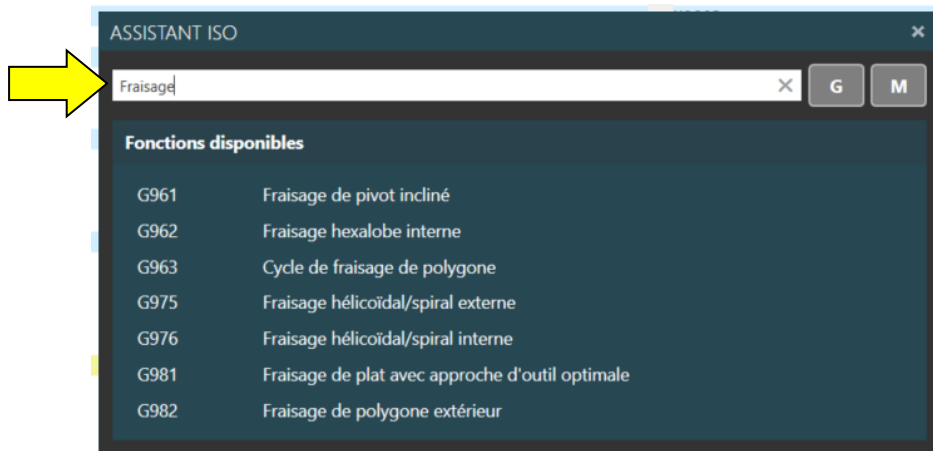 ASSISTANT ISO
Fraisage
G M
Fonctions disponibles
G961 Fraisage de pivot incliné
G962 Fraisage hexalobe interne
G963 Cycle de fraisage de polygone
G975 Fraisage hélicoïdal/spiral externe
G976 Fraisage hélicoïdal/spiral interne
G981 Fraisage de plat avec approche d'outil optimale
G982 Fraisage de polygone extérieur